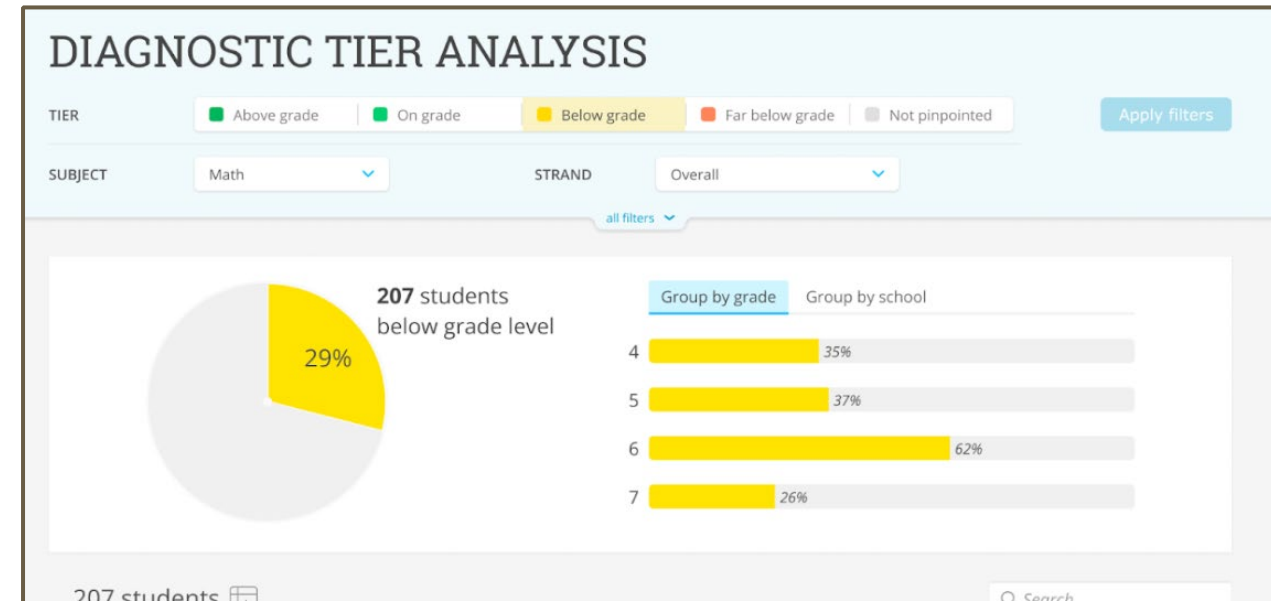 DIAGNOSTIC TIER ANALYSIS
TIER Above grade On grade Below grade Far below grade Not pinpointed Apply filters
SUBJECT Math STRAND Overall
all filters
207 students
below grade level
29%
Group by grade Group by school
4 35%
5 37%
6 62%
7 26%
207 students Search